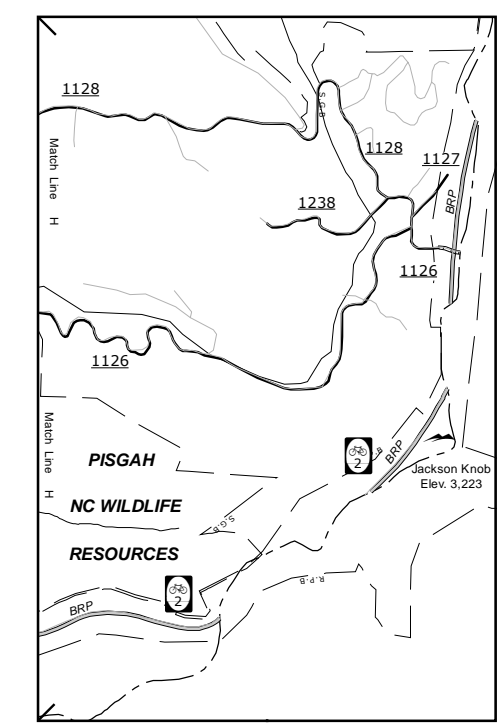 1128
S.G.B
Match Line H
1128
1127
1238
BRP
1126
1126
Match Line H
PISGAH
2
BRP
Jackson Knob
Elev. 3,223
NC WILDLIFE
S.G.B
RESOURCES
R.P.B
2
BRP